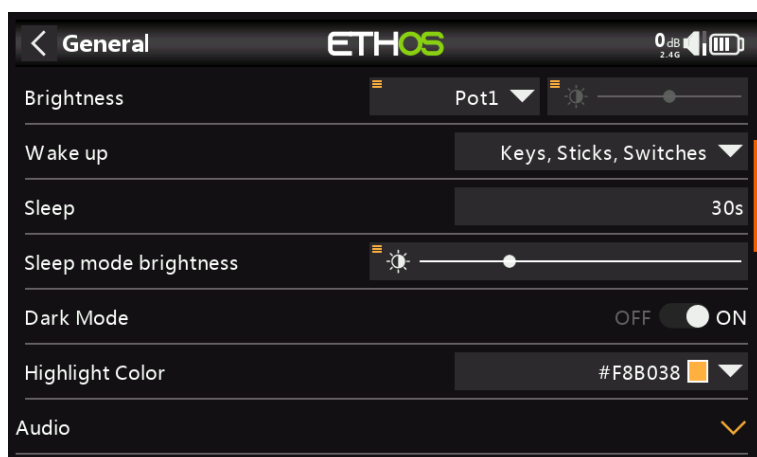 General ETHOS 0dB 2.4G
Brightness Pot1
Wake up Keys, Sticks, Switches
Sleep 30s
Sleep mode brightness
Dark Mode OFF ON
Highlight Color #F8B038
Audio